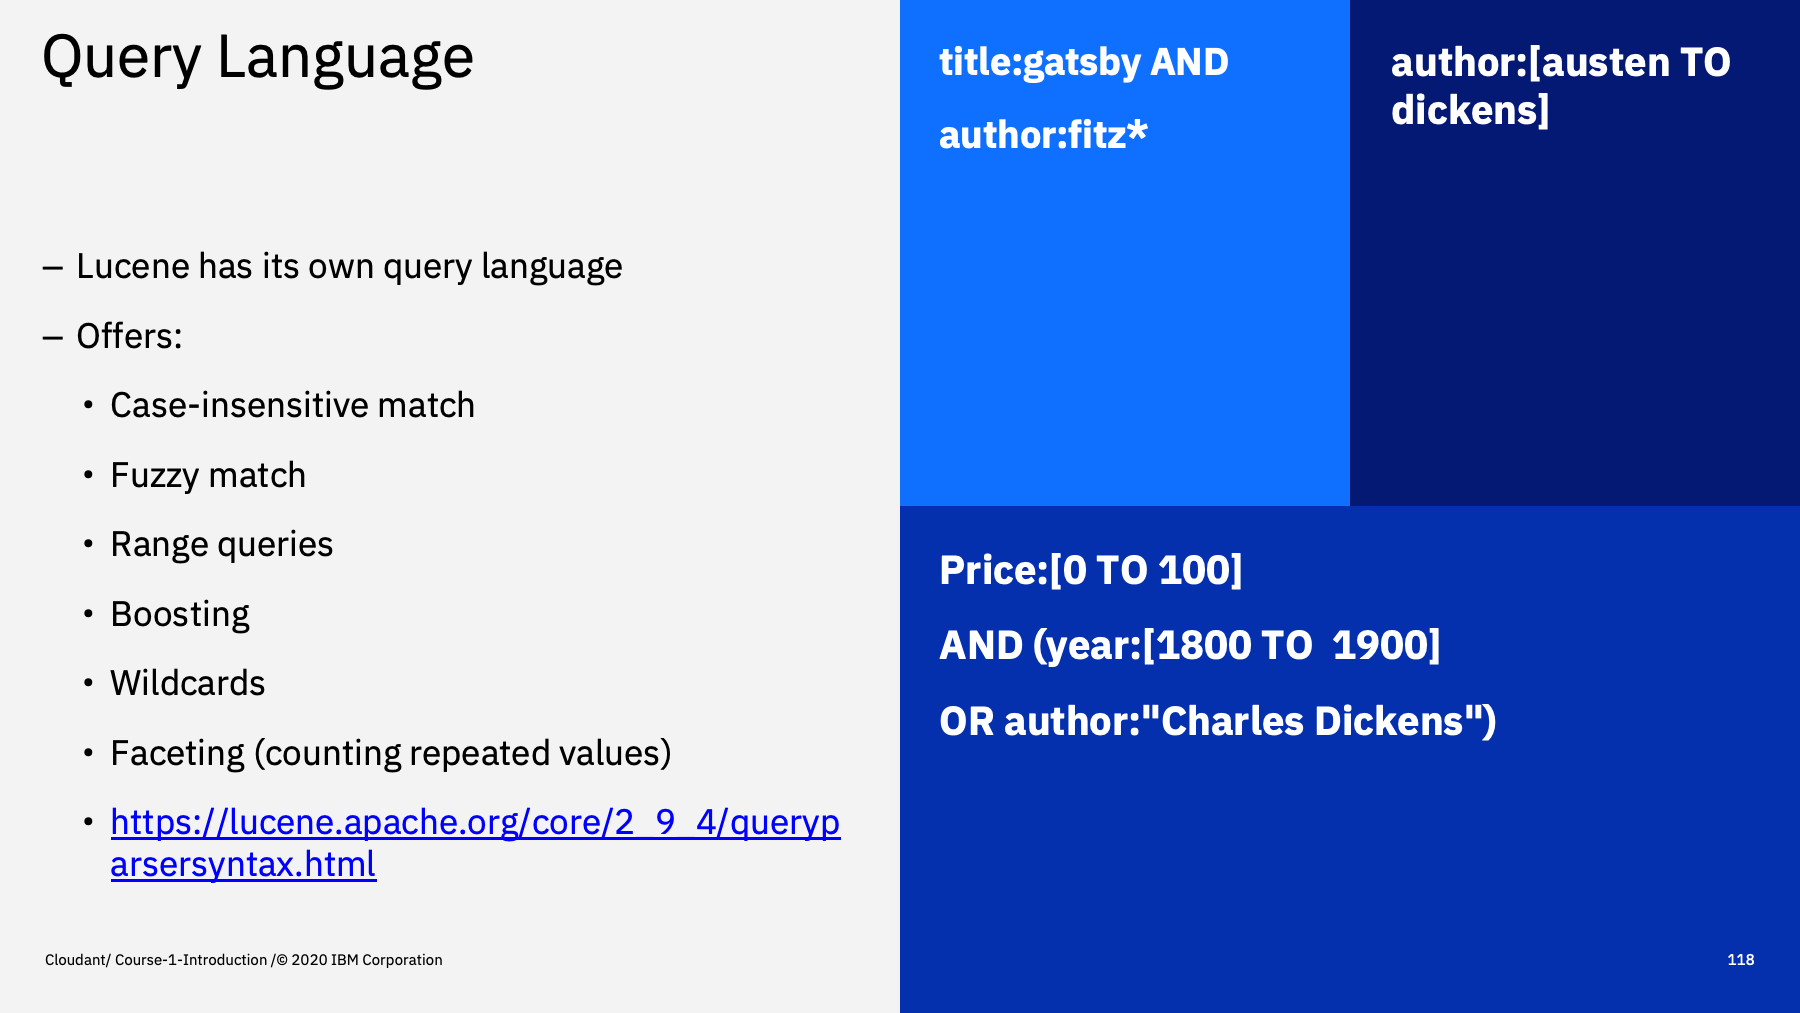 Query Language
– Lucene has its own query language
– Offers:
• Case-insensitive match
• Fuzzy match
• Range queries
• Boosting
• Wildcards
• Faceting (counting repeated values)
• https://lucene.apache.org/core/2_9_4/queryp
arsersyntax.html
title:gatsby AND
author:fitz*
author:[austen TO
dickens]
Price:[0 TO 100]
AND (year:[1800 TO  1900]
OR author:"Charles Dickens")
Cloudant/ Course-1-Introduction /© 2020 IBM Corporation
118